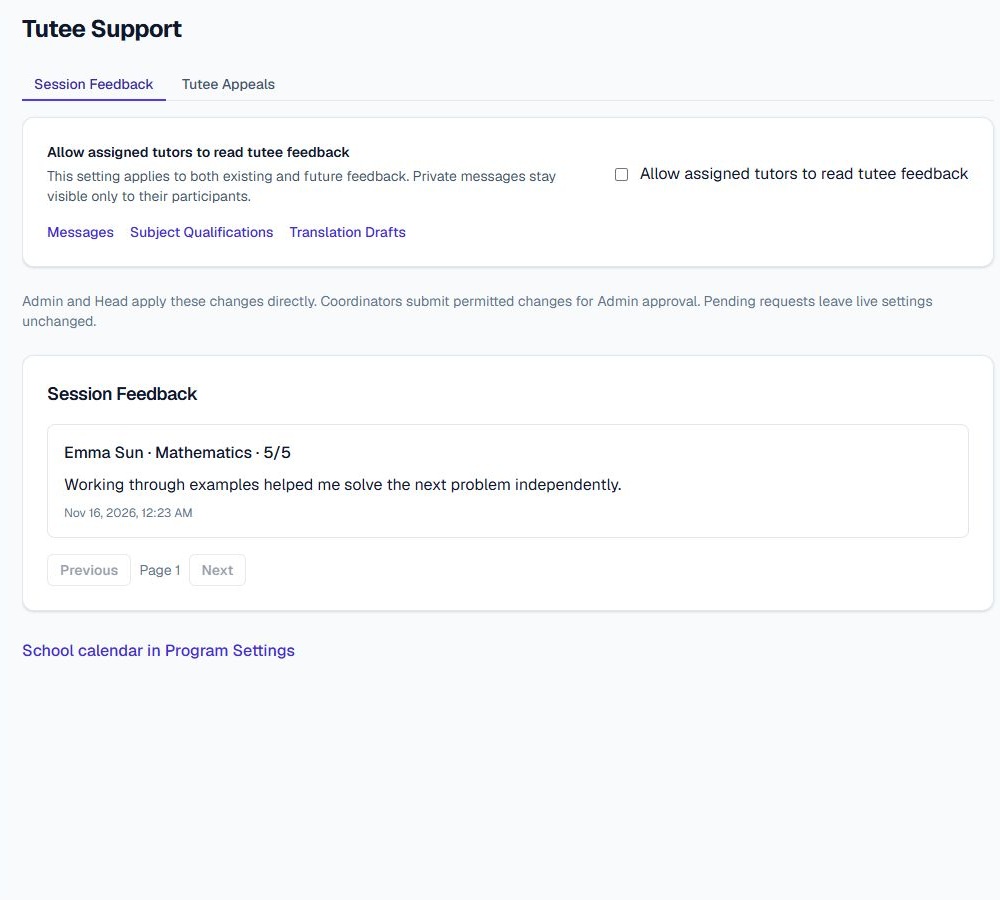 Tutee Support
Session Feedback
Tutee Appeals
Allow assigned tutors to read tutee feedback
This setting applies to both existing and future feedback. Private messages stay
visible only to their participants.
Allow assigned tutors to read tutee feedback
Messages
Subject Qualifications
Translation Drafts
Admin and Head apply these changes directly. Coordinators submit permitted changes for Admin approval. Pending requests leave live settings
unchanged.
Session Feedback
Emma Sun · Mathematics · 5/5
Working through examples helped me solve the next problem independently.
Nov 16, 2026, 12:23 AM
Previous
Page 1
Next
School calendar in Program Settings